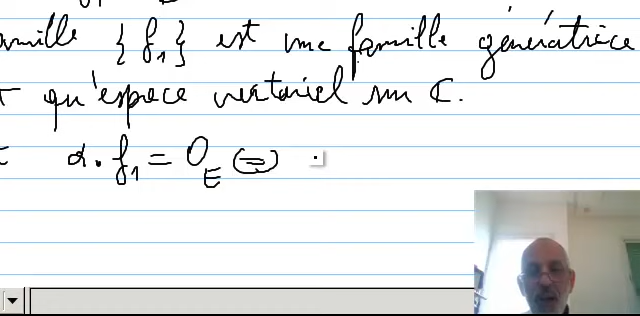 famille {f₁} est une famille génératrice
t qu'espace vectoriel sur ℂ.
t α . f₁ = 0_E (=)